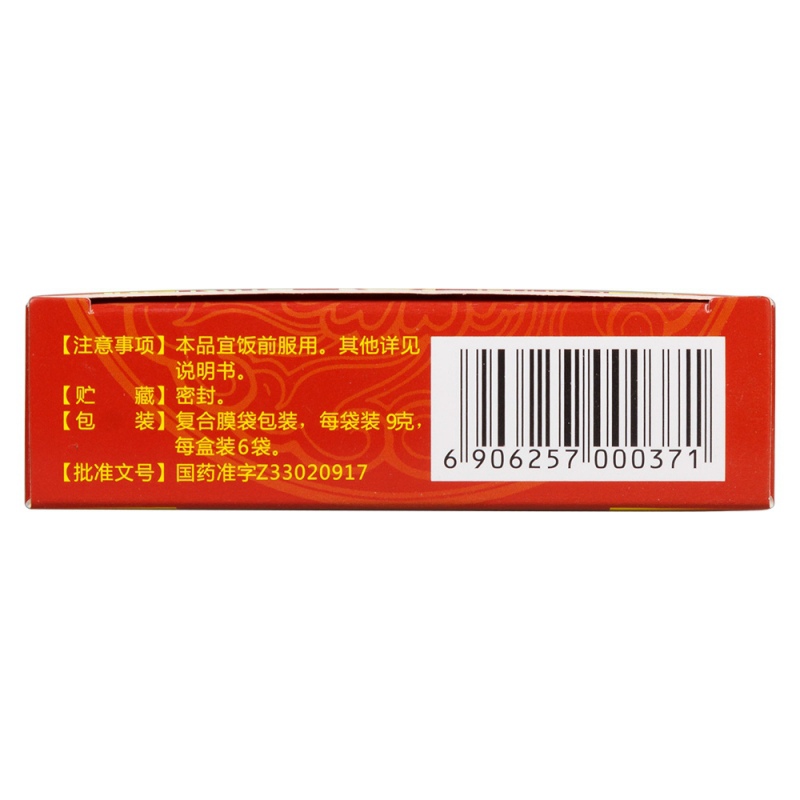 【注意事项】本品宜饭前服用。其他详见
说明书。
【贮 藏】密封。
【包 装】复合膜袋包装，每袋装9克，
每盒装6袋。
【批准文号】国药准字Z33020917
6 906257 000371